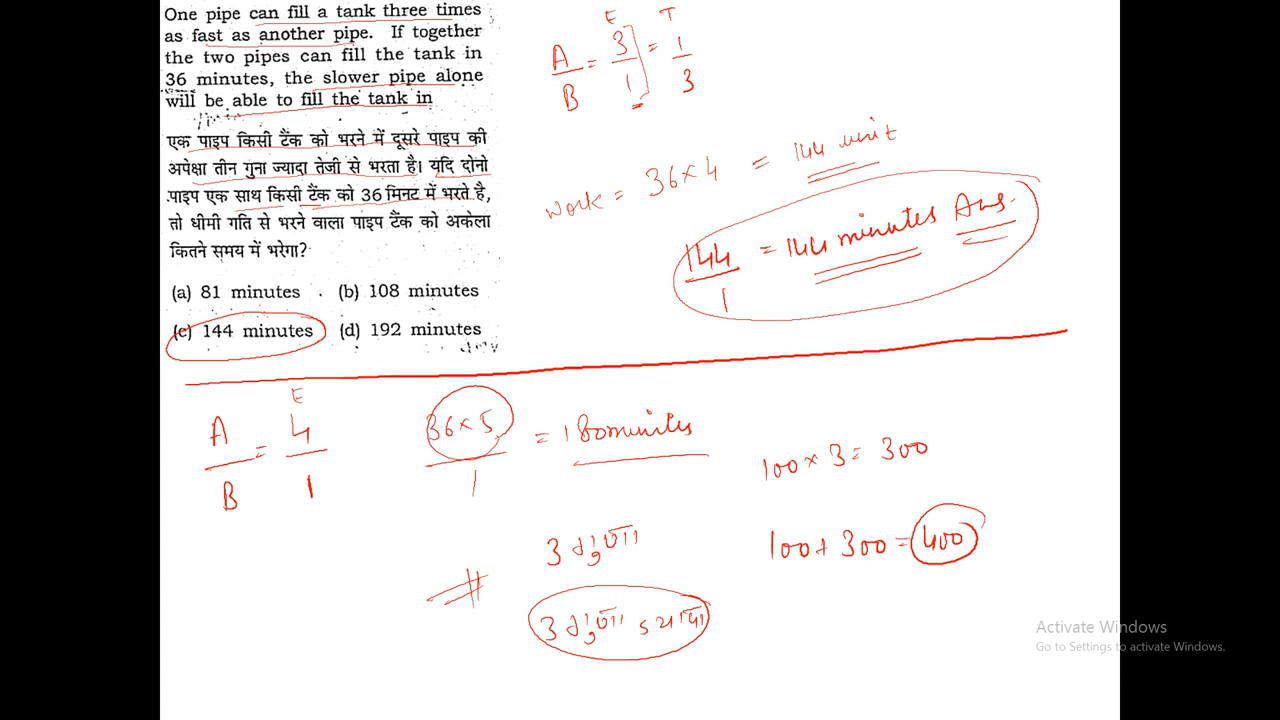 One pipe can fill a tank three times
as fast as another pipe. If together
the two pipes can fill the tank in
36 minutes, the slower pipe alone
will be able to fill the tank in
एक पाइप किसी टैंक को भरने में दूसरे पाइप की
अपेक्षा तीन गुना ज्यादा तेजी से भरता है। यदि दोनो
पाइप एक साथ किसी टैंक को 36 मिनट में भरते है,
तो धीमी गति से भरने वाला पाइप टैंक को अकेला
कितने समय में भरेगा?
(a) 81 minutes (b) 108 minutes
(c) 144 minutes (d) 192 minutes
E T
A/B = 3/1 = 1/3
work = 36×4 = 144 unit
144/1 = 144 minutes Ans.
E
A/B = 4/1
36×5/1 = 180 minites
100×3 = 300
100+300 = 400
3 गुणा
3 गुणा ज्यादा
Activate Windows
Go to Settings to activate Windows.